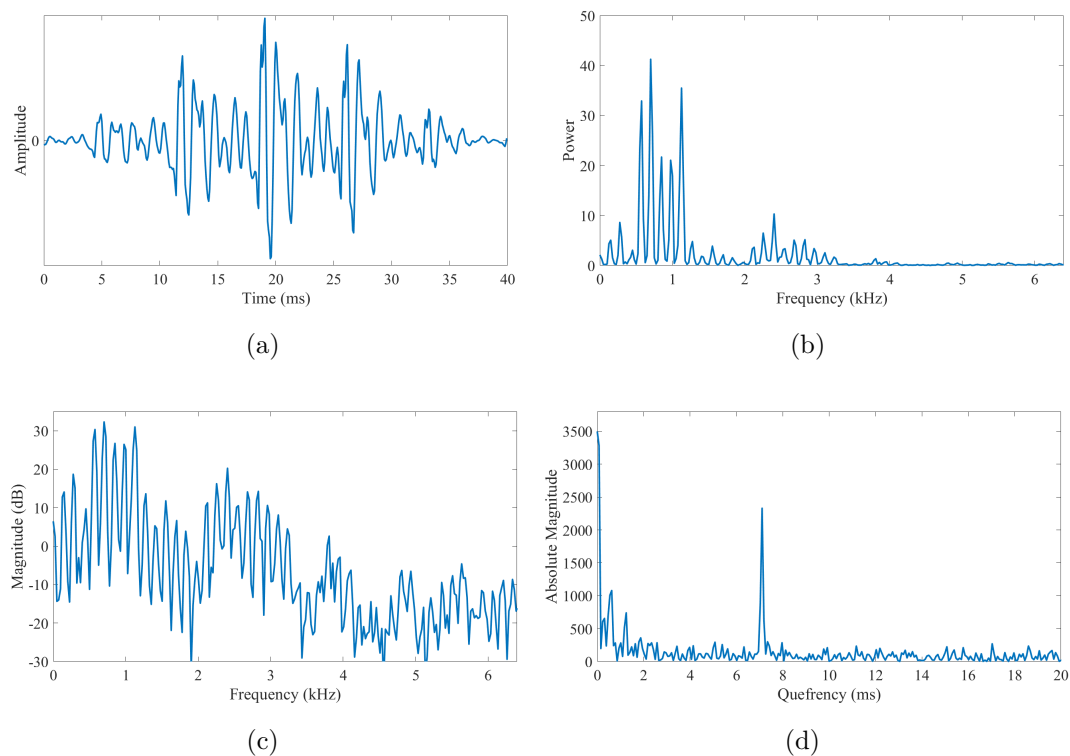 Amplitude
0
0 5 10 15 20 25 30 35 40
Time (ms)
(a)
Power
50
40
30
20
10
0
0 1 2 3 4 5 6
Frequency (kHz)
(b)
Magnitude (dB)
30
20
10
0
-10
-20
-30
0 1 2 3 4 5 6
Frequency (kHz)
(c)
Absolute Magnitude
3500
3000
2500
2000
1500
1000
500
0
0 2 4 6 8 10 12 14 16 18 20
Quefrency (ms)
(d)